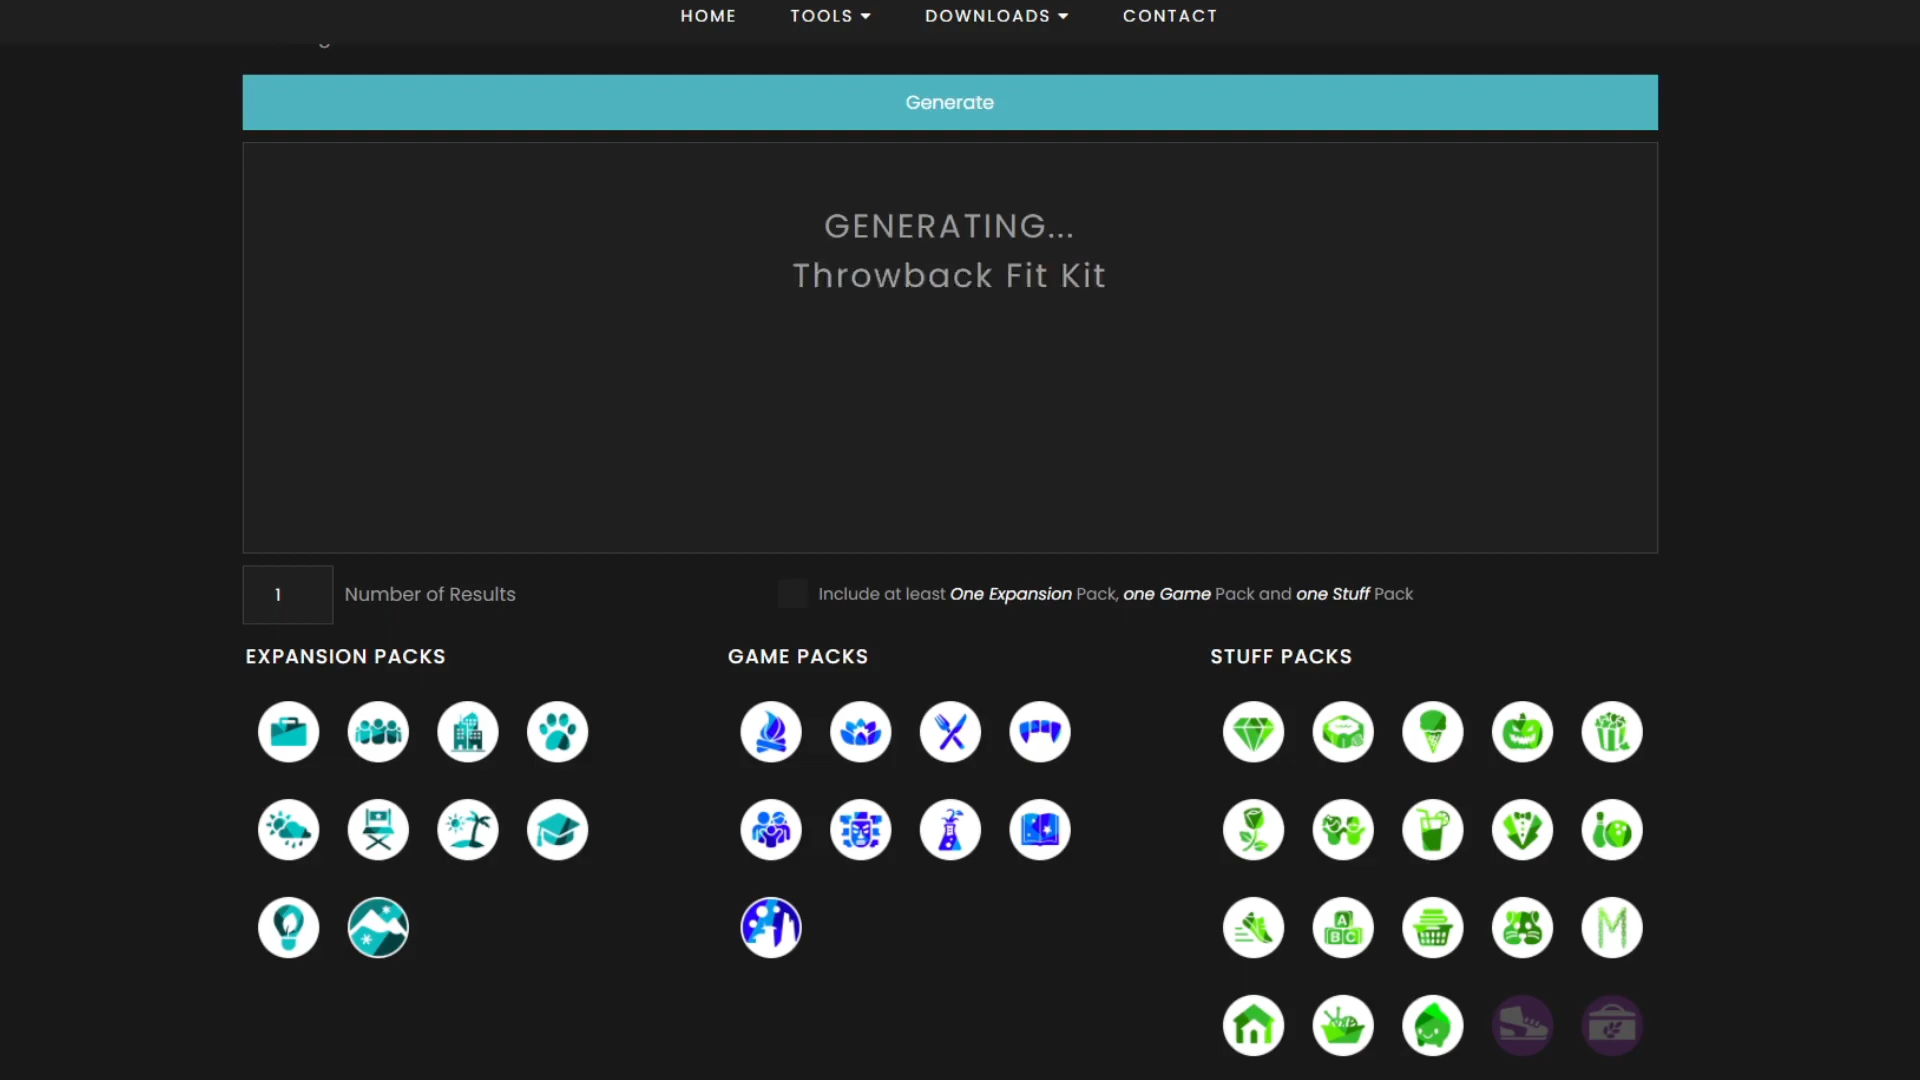 HOME TOOLS DOWNLOADS CONTACT
Generate
GENERATING...
Throwback Fit Kit
1 Number of Results
Include at least One Expansion Pack, one Game Pack and one Stuff Pack
EXPANSION PACKS
GAME PACKS
STUFF PACKS
A
B C
M